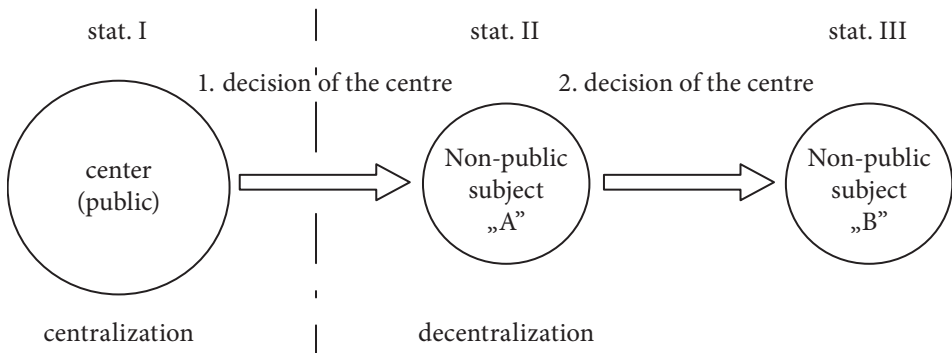 stat. I
stat. II
stat. III
1. decision of the centre
2. decision of the centre
center
(public)
Non-public
subject
„A”
Non-public
subject
„B”
centralization
decentralization